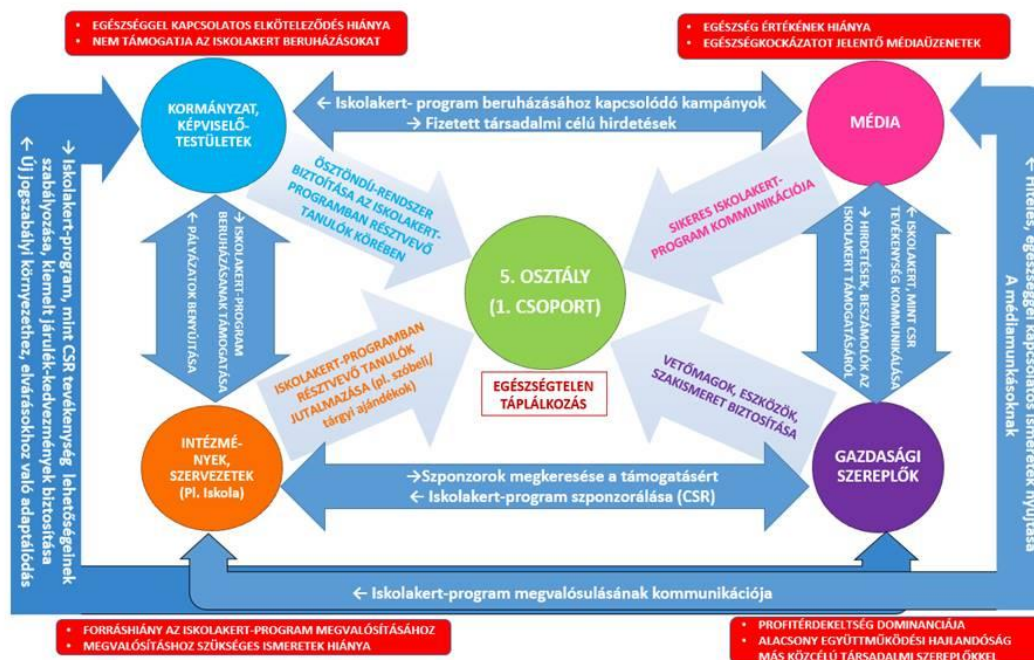 • EGÉSZSÉGGEL KAPCSOLATOS ELKÖTELEZŐDÉS HIÁNYA
• NEM TÁMOGATJA AZ ISKOLAKERT BERUHÁZÁSOKAT
• EGÉSZSÉG ÉRTÉKÉNEK HIÁNYA
• EGÉSZSÉGKOCKÁZATOT JELENTŐ MÉDIAÜZENETEK
KORMÁNYZAT,
KÉPVISELŐ-
TESTÜLETEK
← Iskolakert- program beruházásához kapcsolódó kampányok
→ Fizetett társadalmi célú hirdetések
MÉDIA
ÖSZTÖNDÍJ-RENDSZER
BIZTOÍTÁSA AZ ISKOLAKERT-
PROGRAMBAN RÉSZTVEVŐ
TANULÓK KÖRÉBEN
SIKERES ISKOLAKERT-
PROGRAM KOMMUNIKÁCIÓJA
→ Iskolakert-program, mint CSR tevékenység lehetőségeinek
szabályozása, kiemelt járulék-kedvezmények biztosítása
← Új jogszabályi környezethez, elvárásokhoz való adaptálódás
→ISKOLAKERT-PROGRAM
BERUHÁZÁSANAK TÁMOGATÁSA
← PÁLYÁZATOK BENYÚJTÁSA
5. OSZTÁLY
(1. CSOPORT)
EGÉSZSÉGTELEN
TÁPLÁLKOZÁS
← ISKOLAKERT, MINT CSR
TEVÉKENYSÉG KOMMUNIKÁLÁSA
→HIRDETÉSEK, BESZÁMOLÓK AZ
ISKOLAKERT TÁMOGATÁSÁRÓL
ismeretek nyújtása
A médiamunkásoknak
ISKOLAKERT-PROGRAMBAN
RÉSZTVEVŐ TANULÓK
JUTALMAZÁSA (pl. szóbeli/
tárgyi ajándékok)
VETŐMAGOK, ESZKÖZÖK,
SZAKISMERET BIZTOSÍTÁSA
INTÉZMÉ-
NYEK,
SZERVEZETEK
(Pl. Iskola)
→Szponzorok megkeresése a támogatásért
← Iskolakert-program szponzorálása (CSR)
GAZDASÁGI
SZEREPLŐK
← Iskolakert-program megvalósulásának kommunikációja
• FORRÁSHIÁNY AZ ISKOLAKERT-PROGRAM MEGVALÓSÍTÁSÁHOZ
• MEGVALÓSÍTÁSHOZ SZÜKSÉGES ISMERETEK HIÁNYA
• PROFITÉRDEKELTSÉG DOMINANCIÁJA
• ALACSONY EGYÜTTMŰKÖDÉSI HAJLANDÓSÁG
MÁS KÖZCÉLÚ TÁRSADALMI SZEREPLŐKKEL